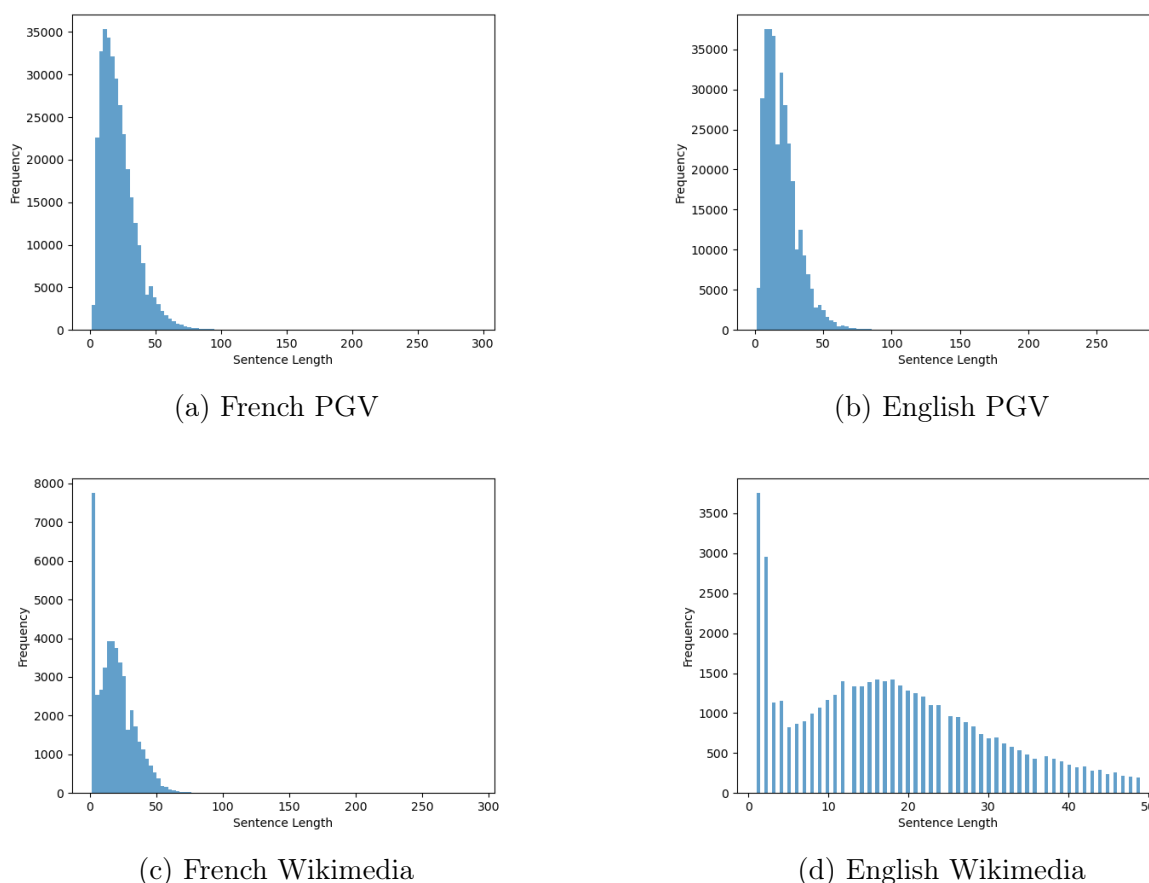 35000
30000
25000
20000
15000
10000
5000
0
Frequency
0 50 100 150 200 250 300
Sentence Length
(a) French PGV
35000
30000
25000
20000
15000
10000
5000
0
Frequency
0 50 100 150 200 250
Sentence Length
(b) English PGV
8000
7000
6000
5000
4000
3000
2000
1000
0
Frequency
0 50 100 150 200 250 300
Sentence Length
(c) French Wikimedia
3500
3000
2500
2000
1500
1000
500
0
Frequency
0 10 20 30 40 50
Sentence Length
(d) English Wikimedia